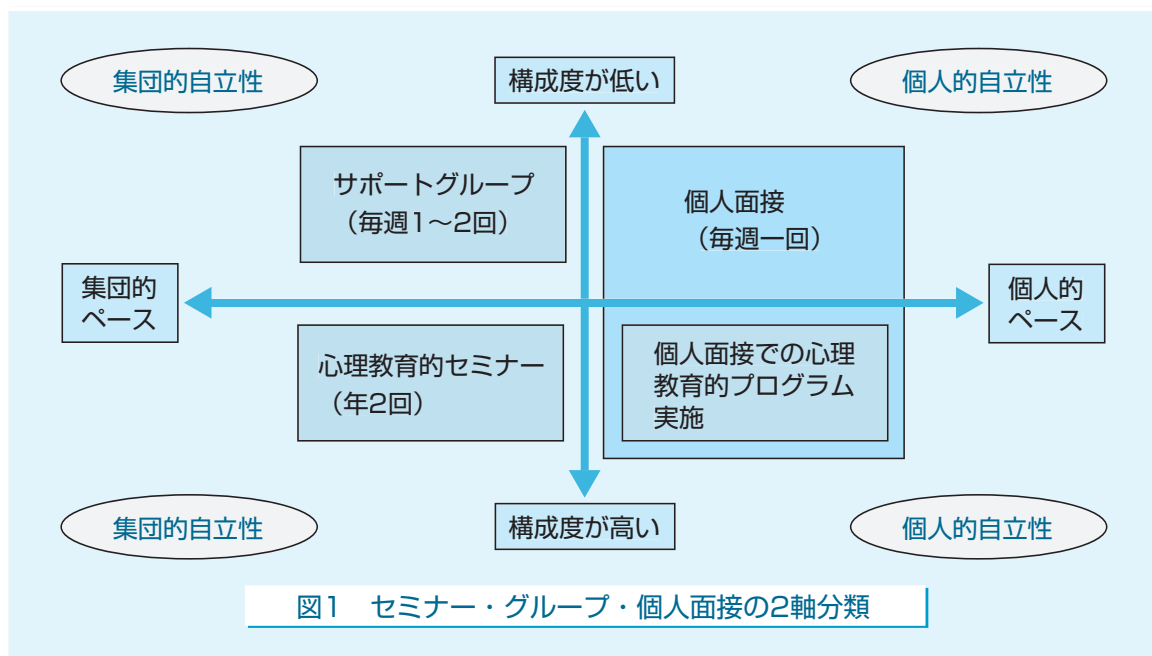 集団的自立性
構成度が低い
個人的自立性
サポートグループ
（毎週1～2回）
個人面接
（毎週一回）
集団的
ペース
個人的
ペース
心理教育的セミナー
（年2回）
個人面接での心理
教育的プログラム
実施
集団的自立性
構成度が高い
個人的自立性
図1　セミナー・グループ・個人面接の2軸分類